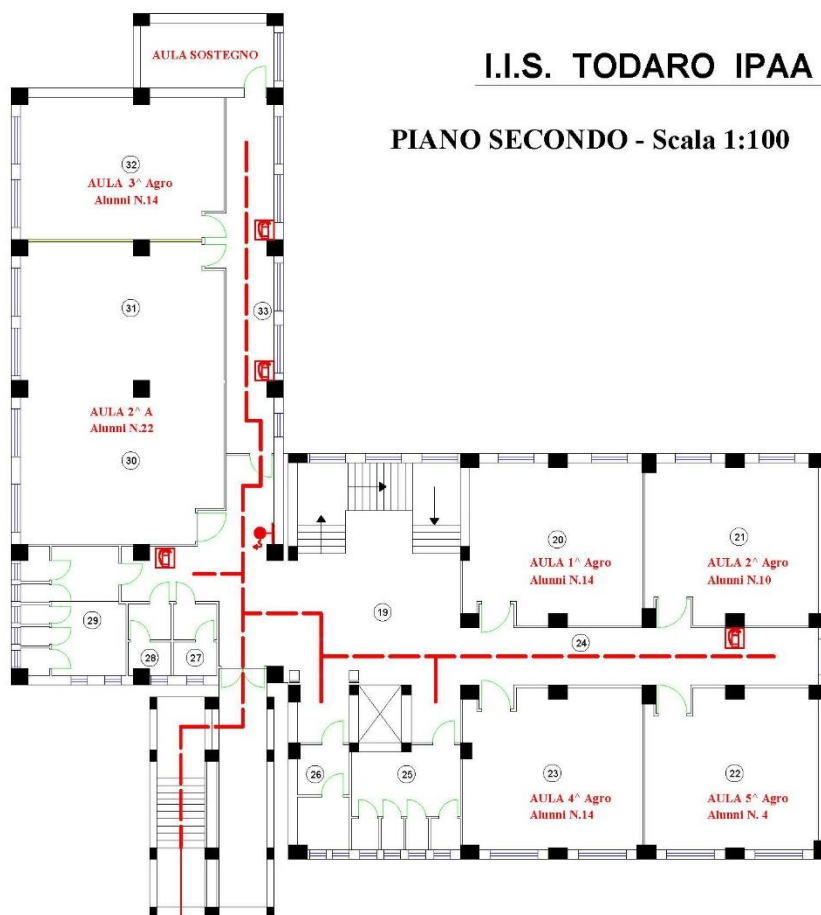 AULA SOSTEGNO
I.I.S. TODARO IPAA
PIANO SECONDO - Scala 1:100
32
AULA 3^ Agro
Alunni N.14
31
33
AULA 2^ A
Alunni N.22
30
20
AULA 1^ Agro
Alunni N.14
21
AULA 2^ Agro
Alunni N.10
19
29
28
27
24
26
25
23
AULA 4^ Agro
Alunni N.14
22
AULA 5^ Agro
Alunni N. 4